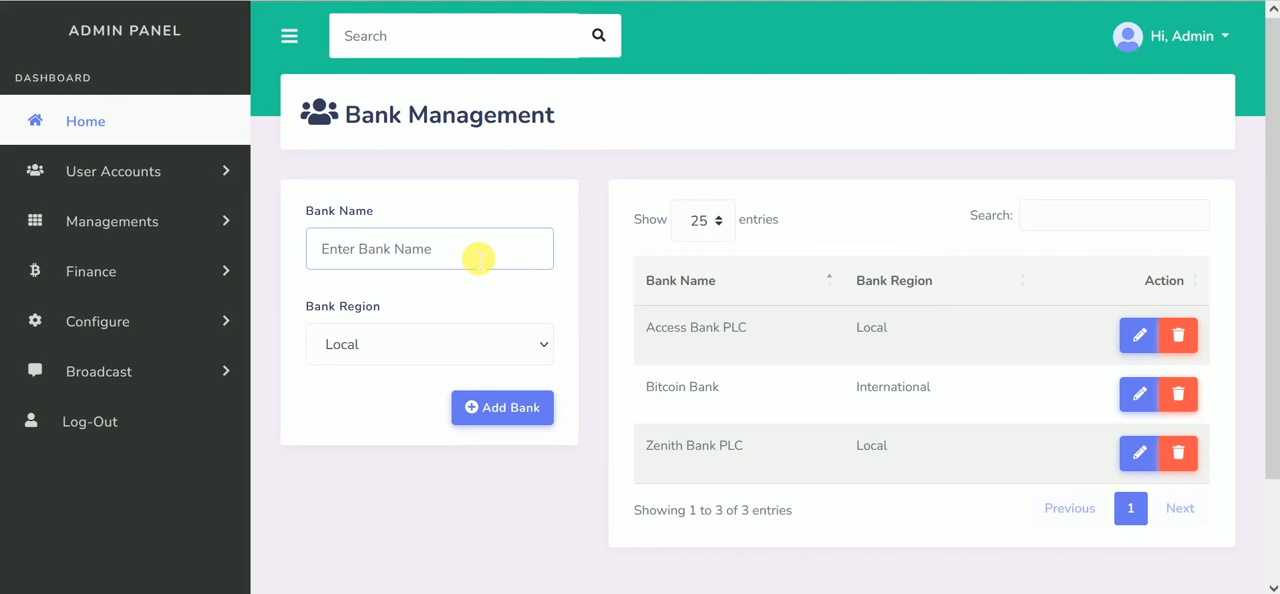 ADMIN PANEL
Search
Hi, Admin
DASHBOARD
Home
User Accounts
Managements
Finance
Configure
Broadcast
Log-Out
Bank Management
Bank Name
Enter Bank Name
Bank Region
Local
Add Bank
Show 25 entries
Search:
Bank Name Bank Region Action
Access Bank PLC Local
Bitcoin Bank International
Zenith Bank PLC Local
Showing 1 to 3 of 3 entries
Previous 1 Next